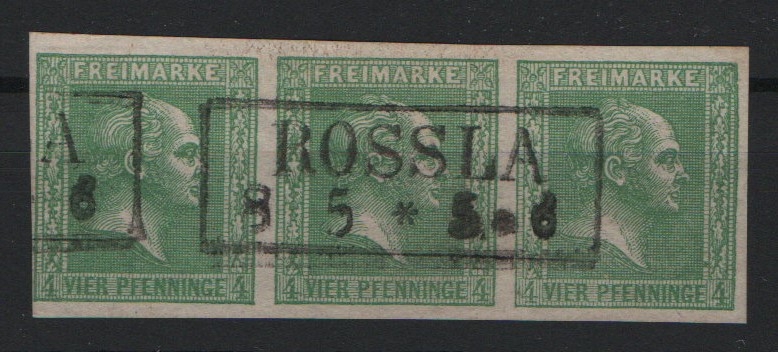 FREIMARKE FREIMARKE FREIMARKE
A ROSSLA
6 8 5 * 5-6
4 VIER PFENNINGE 4 4 VIER PFENNINGE 4 4 VIER PFENNINGE 4